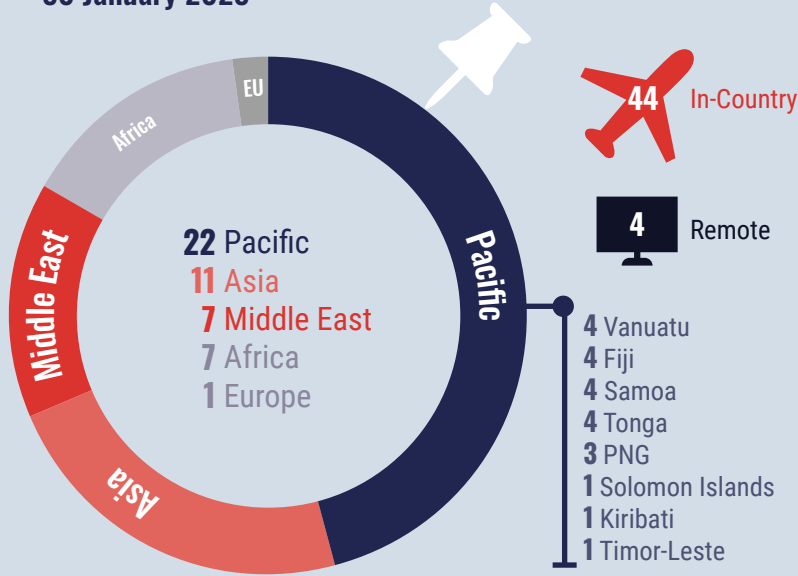 EU
Africa
Middle East
Asia
Pacific
22 Pacific
11 Asia
7 Middle East
7 Africa
1 Europe
44 In-Country
4 Remote
4 Vanuatu
4 Fiji
4 Samoa
4 Tonga
3 PNG
1 Solomon Islands
1 Kiribati
1 Timor-Leste